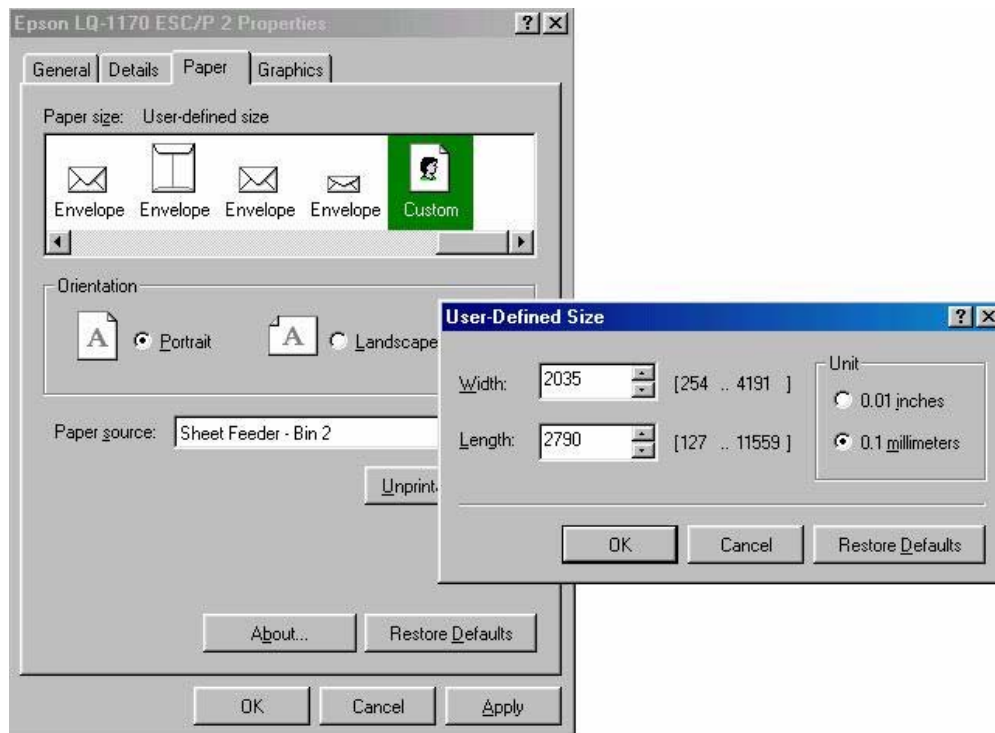 Epson LQ-1170 ESC/P 2 Properties
General Details Paper Graphics
Paper size: User-defined size
Envelope Envelope Envelope Envelope Custom
Orientation
A Portrait A Landscape
Paper source: Sheet Feeder - Bin 2
About... Restore Defaults
OK Cancel Apply
User-Defined Size
Width: 2035 [254 .. 4191 ]
Length: 2790 [127 .. 11559 ]
Unit
0.01 inches
0.1 millimeters
OK Cancel Restore Defaults